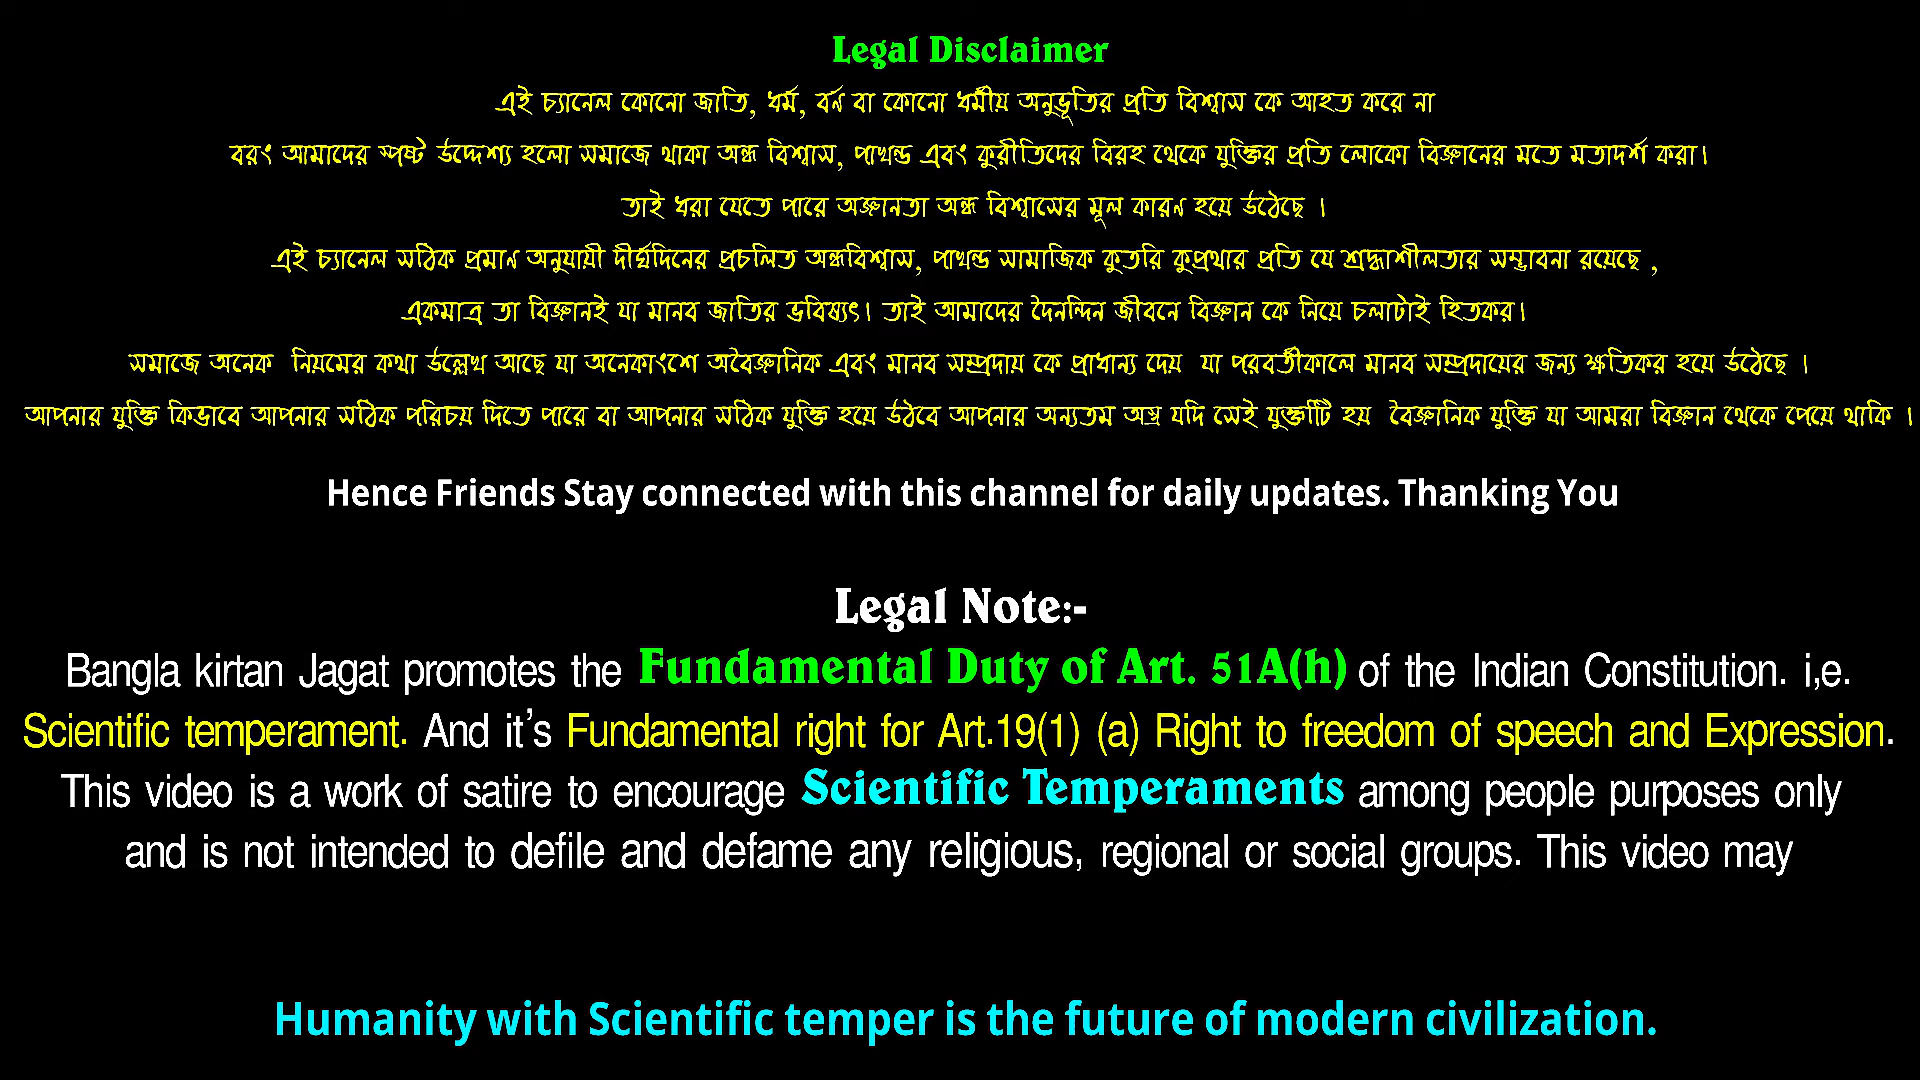 Legal Disclaimer
এই চ্যানেল কোনো জাতি, ধর্ম, বর্ণ বা কোনো ধর্মীয় অনুভূতির প্রতি বিশ্বাস কে আহত করে না
বরং আমাদের স্পষ্ট উদ্দেশ্য হলো সমাজে থাকা অন্ধ বিশ্বাস, পাখন্ড এবং কুরীতিদের বিরহ থেকে যুক্তির প্রতি লোকো বিজ্ঞানের মতে মতাদর্শ করা।
তাই ধরা যেতে পারে অজ্ঞানতা অন্ধ বিশ্বাসের মূল কারণ হয়ে উঠেছে ।
এই চ্যানেল সঠিক প্রমাণ অনুযায়ী দীর্ঘদিনের প্রচলিত অন্ধবিশ্বাস, পাখন্ড সামাজিক কুতরি কুপ্রথার প্রতি যে শ্রদ্ধাশীলতার সম্ভাবনা রয়েছে ,
একমাত্র তা বিজ্ঞানই যা মানব জাতির ভবিষ্যৎ। তাই আমাদের দৈনন্দিন জীবনে বিজ্ঞান কে নিয়ে চলাটাই হিতকর।
সমাজে অনেক নিয়মের কথা উল্লেখ আছে যা অনেকাংশে অবৈজ্ঞানিক এবং মানব সম্প্রদায় কে প্রাধান্য দেয় যা পরবর্তীকালে মানব সম্প্রদায়ের জন্য ক্ষতিকর হয়ে উঠেছে ।
আপনার যুক্তি কিভাবে আপনার সঠিক পরিচয় দিতে পারে বা আপনার সঠিক যুক্তি হয়ে উঠবে আপনার অন্যতম অস্ত্র যদি সেই যুক্তিটি হয় বৈজ্ঞানিক যুক্তি যা আমরা বিজ্ঞান থেকে পেয়ে থাকি ।
Hence Friends Stay connected with this channel for daily updates. Thanking You
Legal Note:-
Bangla kirtan Jagat promotes the Fundamental Duty of Art. 51A(h) of the Indian Constitution. i,e.
Scientific temperament. And it's Fundamental right for Art.19(1) (a) Right to freedom of speech and Expression.
This video is a work of satire to encourage Scientific Temperaments among people purposes only
and is not intended to defile and defame any religious, regional or social groups. This video may
Humanity with Scientific temper is the future of modern civilization.